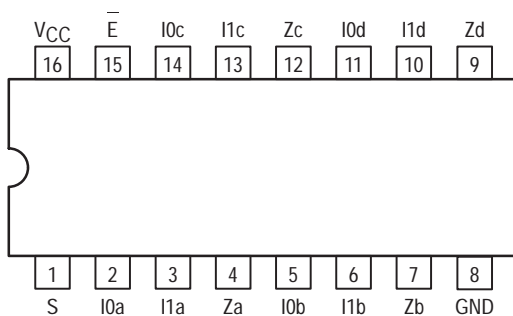 VCC E̅ I0c I1c Zc I0d I1d Zd
16 15 14 13 12 11 10 9
1 2 3 4 5 6 7 8
S I0a I1a Za I0b I1b Zb GND